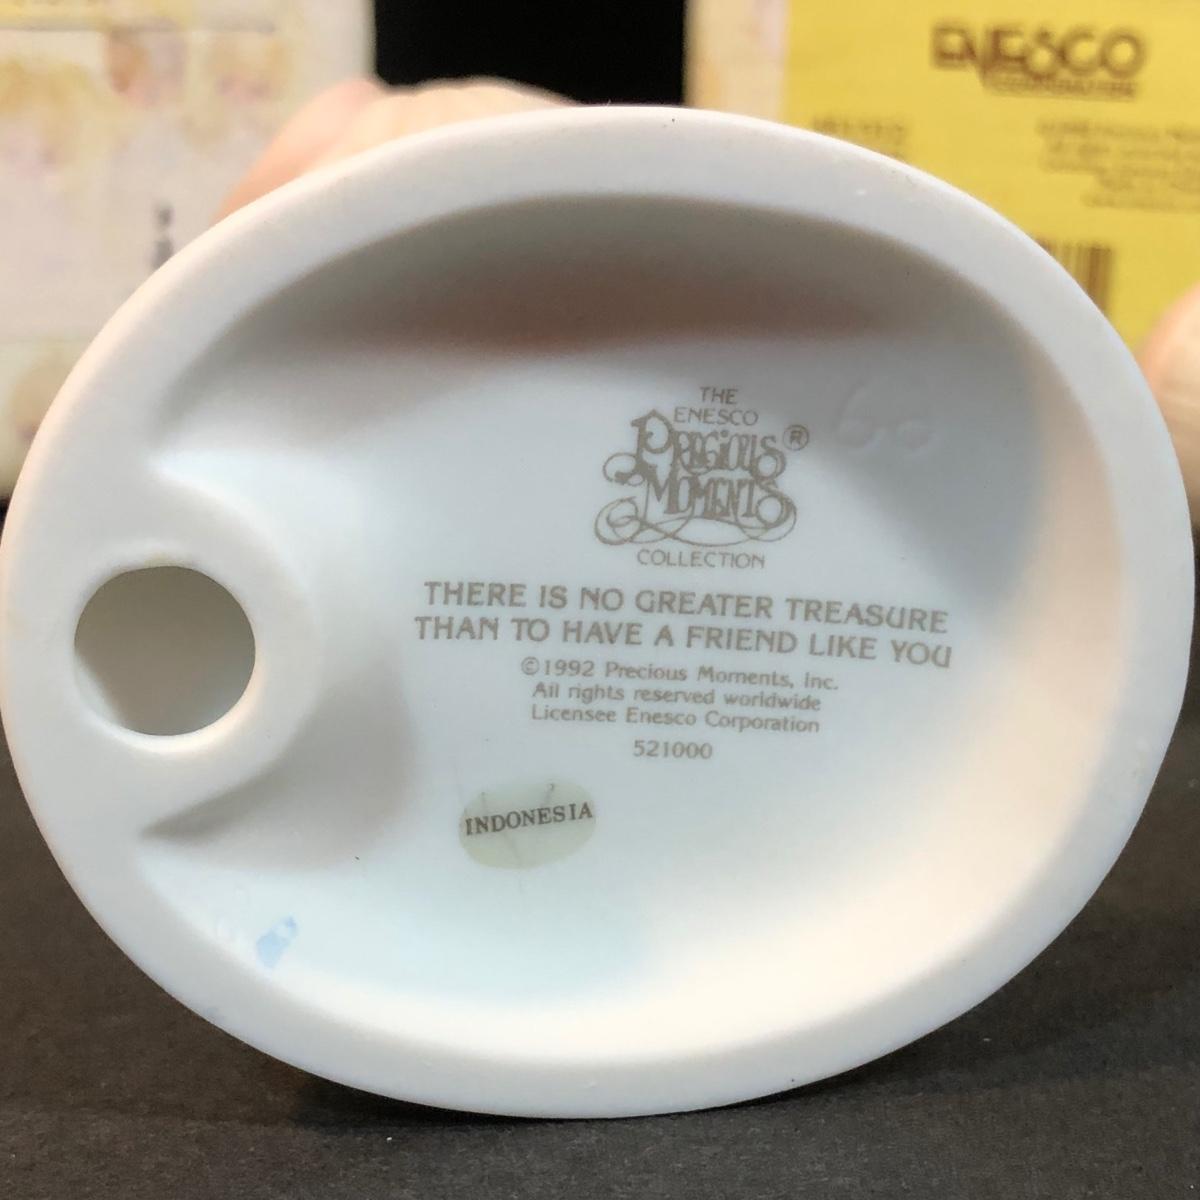 ENESCO
THE
ENESCO
PRECIOUS ®
MOMENTS
COLLECTION
THERE IS NO GREATER TREASURE
THAN TO HAVE A FRIEND LIKE YOU
©1992 Precious Moments, Inc.
All rights reserved worldwide
Licensee Enesco Corporation
521000
INDONESIA